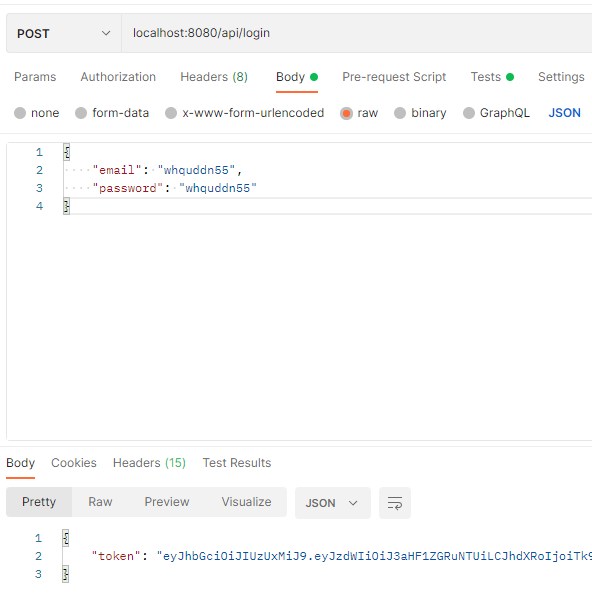 POST localhost:8080/api/login
Params Authorization Headers (8) Body Pre-request Script Tests Settings
none form-data x-www-form-urlencoded raw binary GraphQL JSON
1 {
2 "email": "whquddn55",
3 "password": "whquddn55"
4 }
Body Cookies Headers (15) Test Results
Pretty Raw Preview Visualize JSON
1 {
2 "token": "eyJhbGciOiJIUzUxMiJ9.eyJzdWIiOiJ3aHF1ZGRuNTUiLCJhdXRoIjoiTk9
3 }